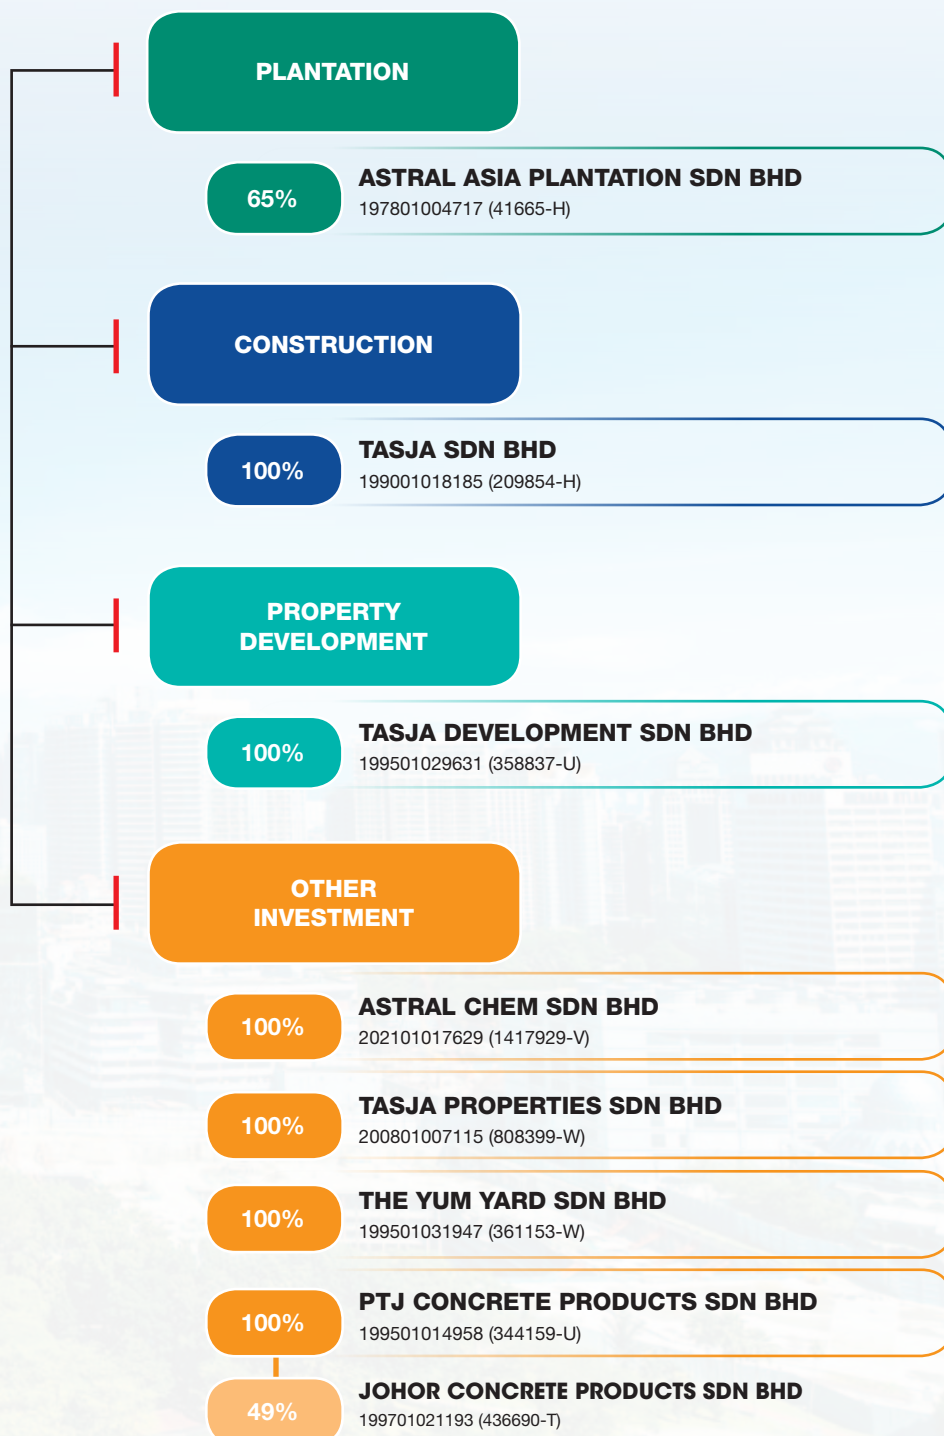 PLANTATION
65%
ASTRAL ASIA PLANTATION SDN BHD
197801004717 (41665-H)
CONSTRUCTION
100%
TASJA SDN BHD
199001018185 (209854-H)
PROPERTY
DEVELOPMENT
100%
TASJA DEVELOPMENT SDN BHD
199501029631 (358837-U)
OTHER
INVESTMENT
100%
ASTRAL CHEM SDN BHD
202101017629 (1417929-V)
100%
TASJA PROPERTIES SDN BHD
200801007115 (808399-W)
100%
THE YUM YARD SDN BHD
199501031947 (361153-W)
100%
PTJ CONCRETE PRODUCTS SDN BHD
199501014958 (344159-U)
49%
JOHOR CONCRETE PRODUCTS SDN BHD
199701021193 (436690-T)